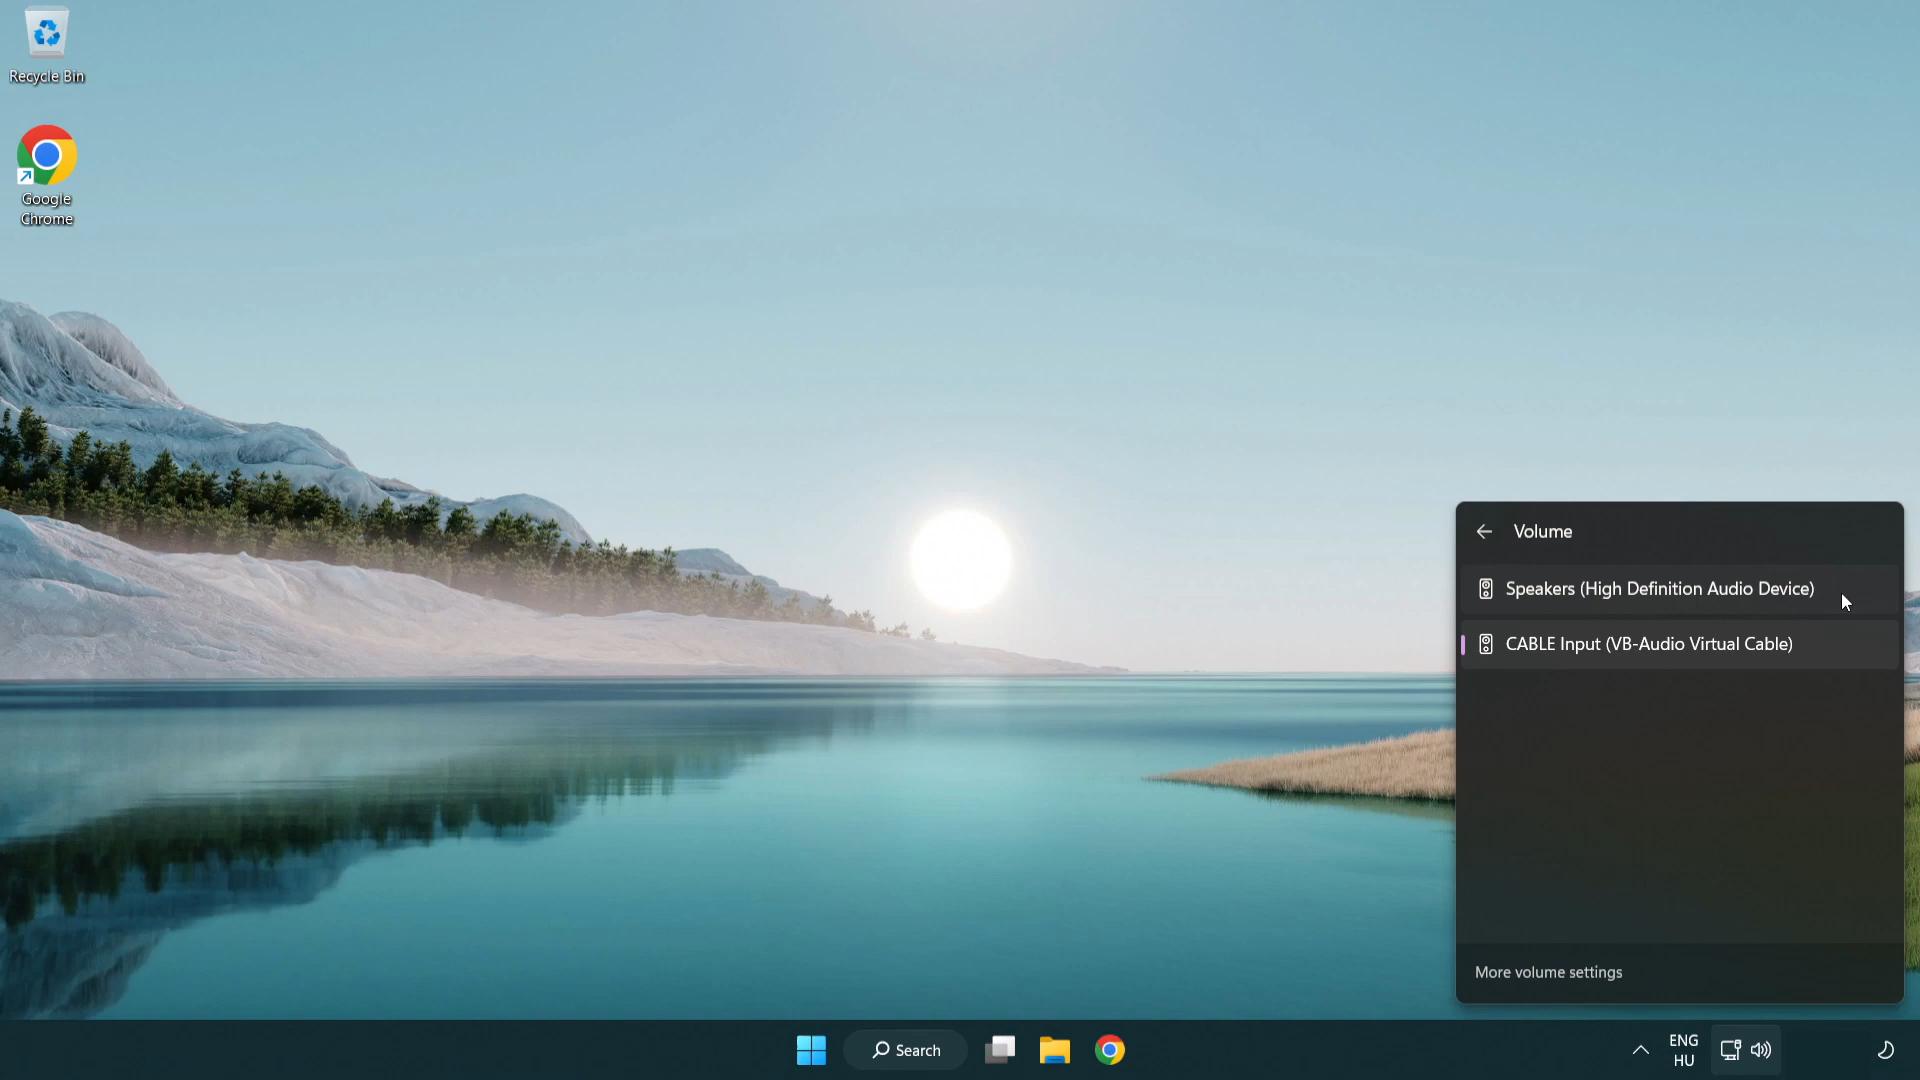 Recycle Bin
Google
Chrome
Volume
Speakers (High Definition Audio Device)
CABLE Input (VB-Audio Virtual Cable)
More volume settings
Search
ENG
HU